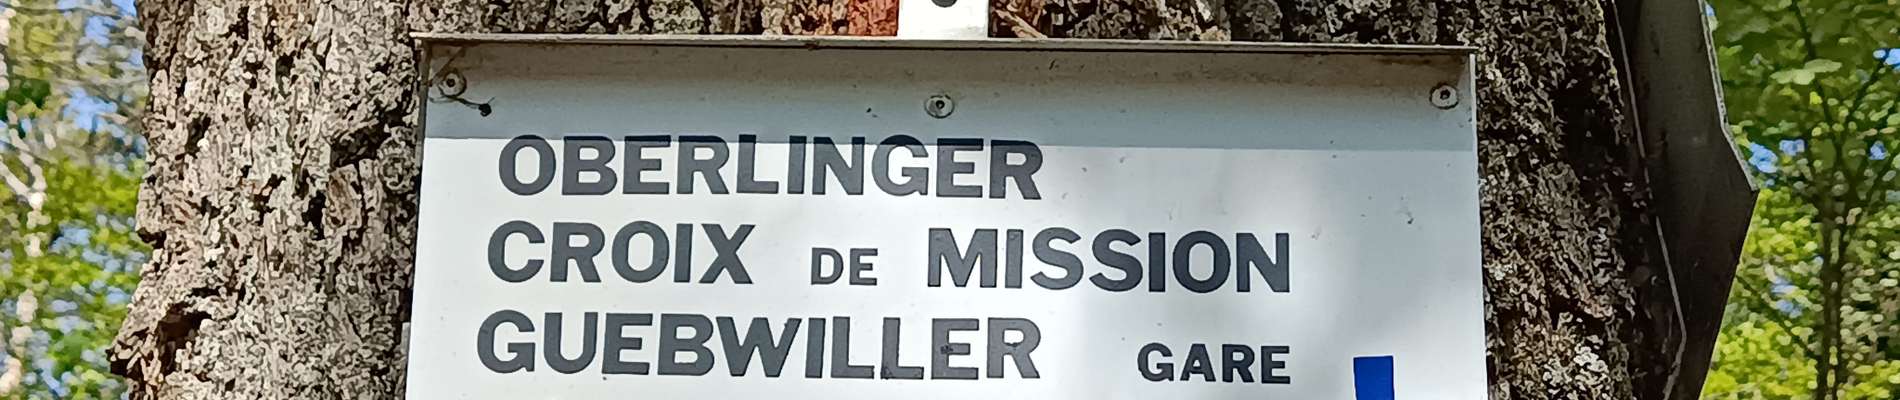 OBERLINGER
CROIX DE MISSION
GUEBWILLER GARE